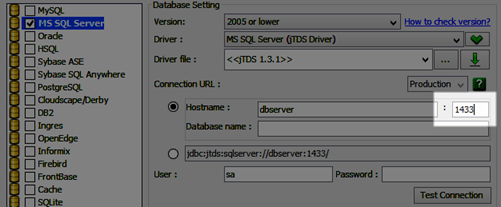 MySQL
MS SQL Server
Oracle
HSQL
Sybase ASE
Sybase SQL Anywhere
PostgreSQL
Cloudscape/Derby
DB2
Ingres
OpenEdge
Informix
Firebird
FrontBase
Cache
SQLite
Database Setting
Version: 2005 or lower How to check version?
Driver : MS SQL Server (jTDS Driver)
Driver file : <<jTDS 1.3.1>> ...
Connection URL : Production ?
Hostname : dbserver : 1433
Database name :
jdbc:jtds:sqlserver://dbserver:1433/
User : sa Password :
Test Connection